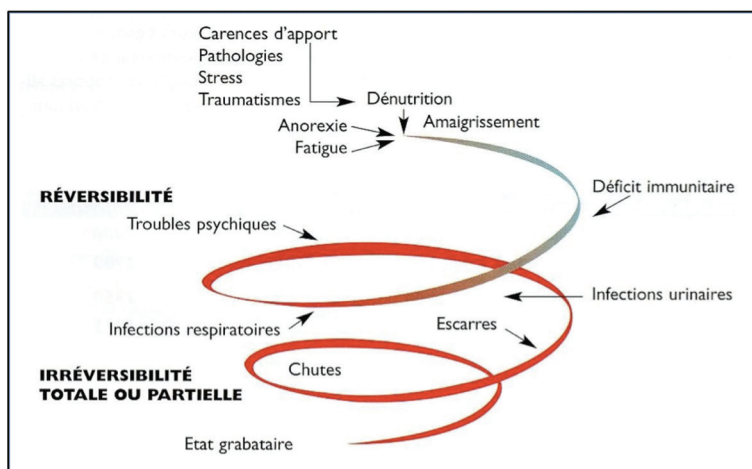 Carences d'apport
Pathologies
Stress
Traumatismes
Dénutrition
Anorexie
Fatigue
Amaigrissement
RÉVERSIBILITÉ
Déficit immunitaire
Troubles psychiques
Infections urinaires
Infections respiratoires
Escarres
IRRÉVERSIBILITÉ
TOTALE OU PARTIELLE
Chutes
Etat grabataire